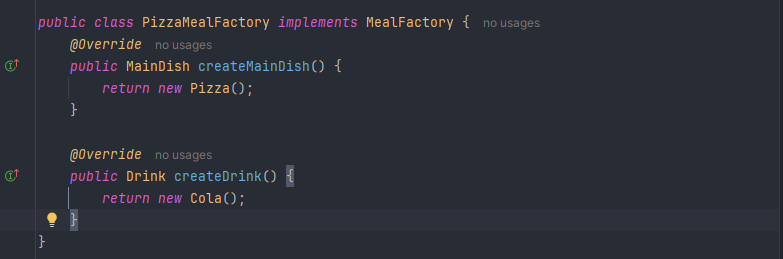 public class PizzaMealFactory implements MealFactory { no usages
@Override no usages
public MainDish createMainDish() {
return new Pizza();
}
@Override no usages
public Drink createDrink() {
return new Cola();
}
}